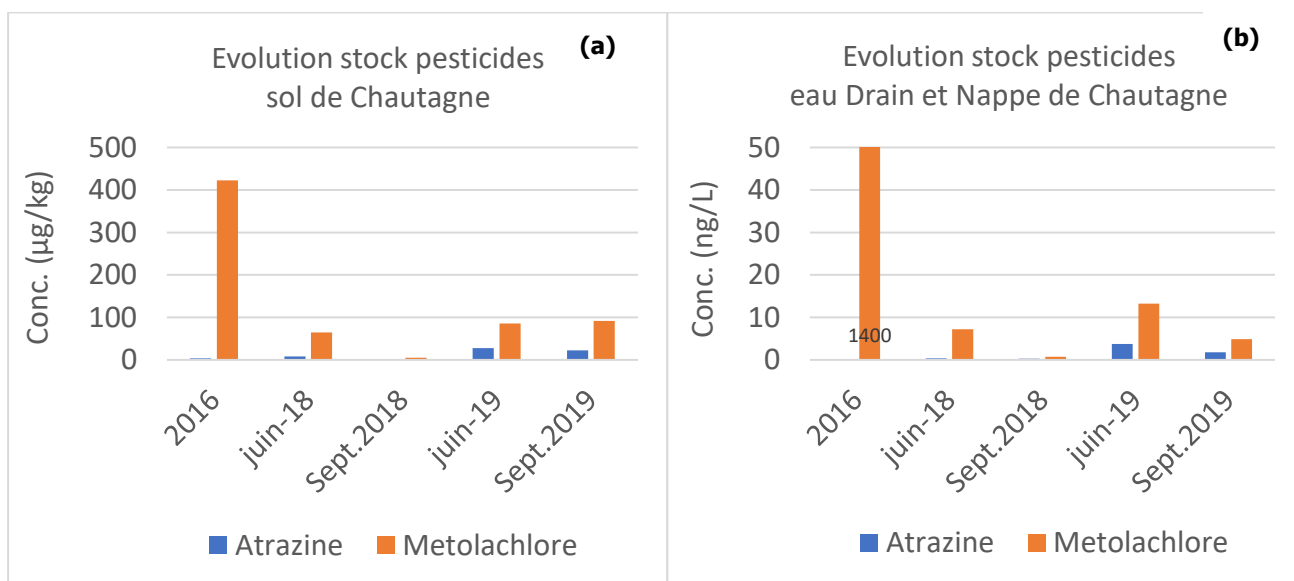 Evolution stock pesticides
sol de Chautagne
(a)
Conc. (µg/kg)
500
400
300
200
100
0
2016
juin-18
Sept.2018
juin-19
Sept.2019
Atrazine
Metolachlore
Evolution stock pesticides
eau Drain et Nappe de Chautagne
(b)
Conc. (ng/L)
50
40
30
20
10
0
1400
2016
juin-18
Sept.2018
juin-19
Sept.2019
Atrazine
Metolachlore